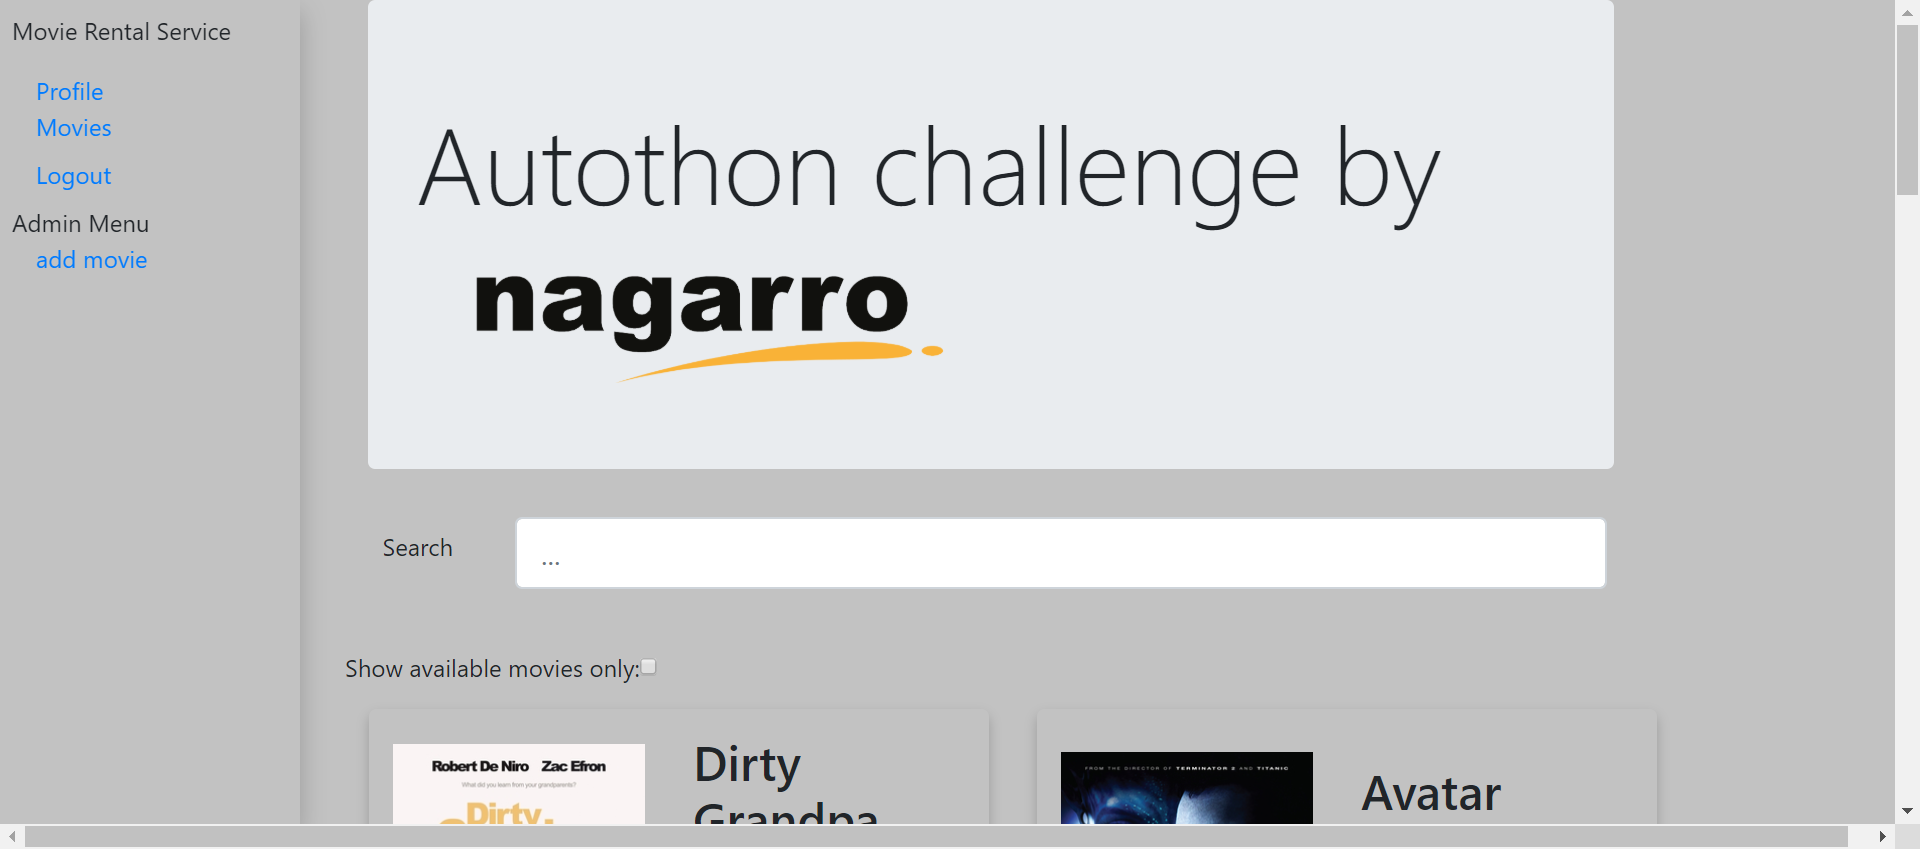 Movie Rental Service
Profile
Movies
Logout
Admin Menu
add movie
Autothon challenge by
nagarro
Search
...
Show available movies only:
Robert De Niro Zac Efron
What did you learn from your grandparents?
Dirty
Dirty
Grandpa
FROM THE DIRECTOR OF TERMINATOR 2 AND TITANIC
Avatar